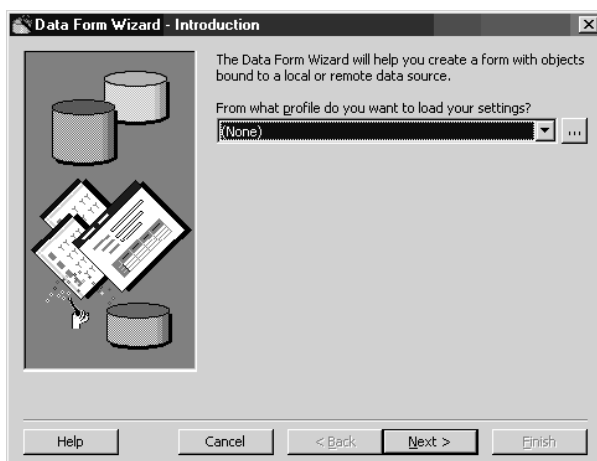 Data Form Wizard - Introduction
The Data Form Wizard will help you create a form with objects
bound to a local or remote data source.
From what profile do you want to load your settings?
(None)
...
Help
Cancel
< Back
Next >
Finish